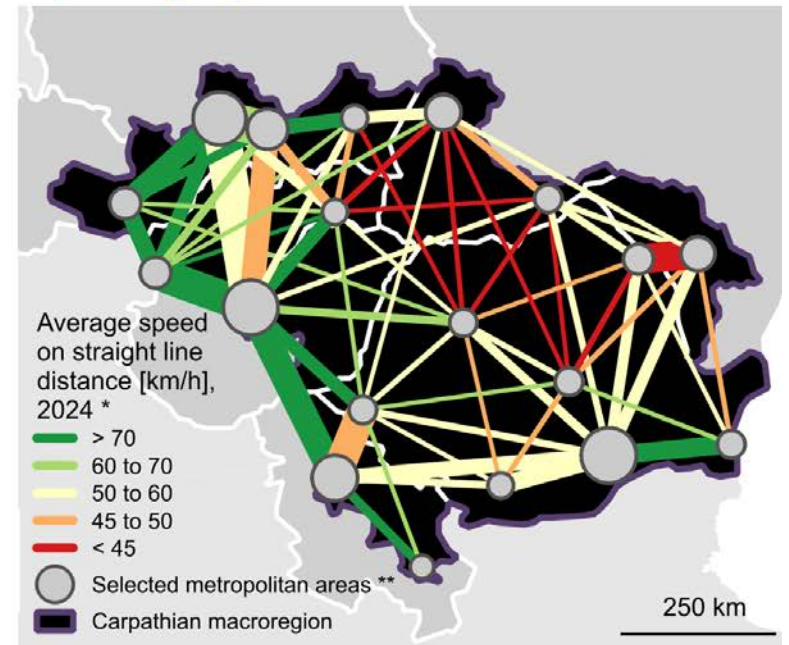 Average speed
on straight line
distance [km/h],
2024 *
> 70
60 to 70
50 to 60
45 to 50
< 45
Selected metropolitan areas **
Carpathian macroregion
250 km